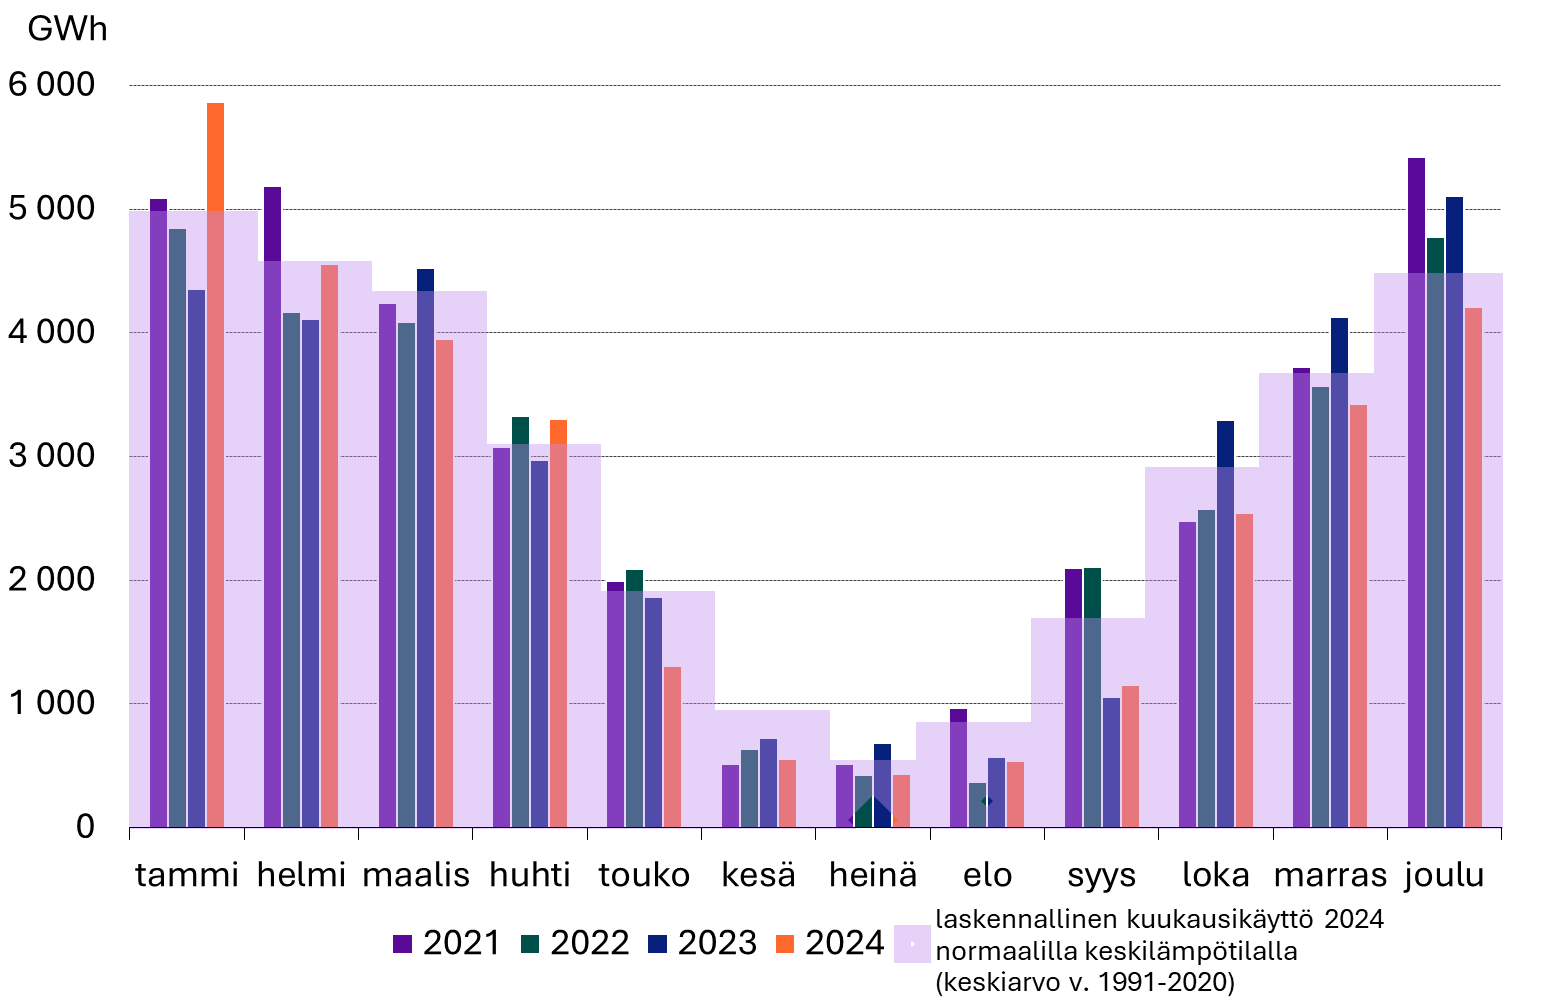 GWh
6 000
5 000
4 000
3 000
2 000
1 000
0
tammi helmi maalis huhti touko kesä heinä elo syys loka marras joulu
2021 2022 2023 2024
laskennallinen kuukausikäyttö 2024
normaalilla keskilämpötilalla
(keskiarvo v. 1991-2020)